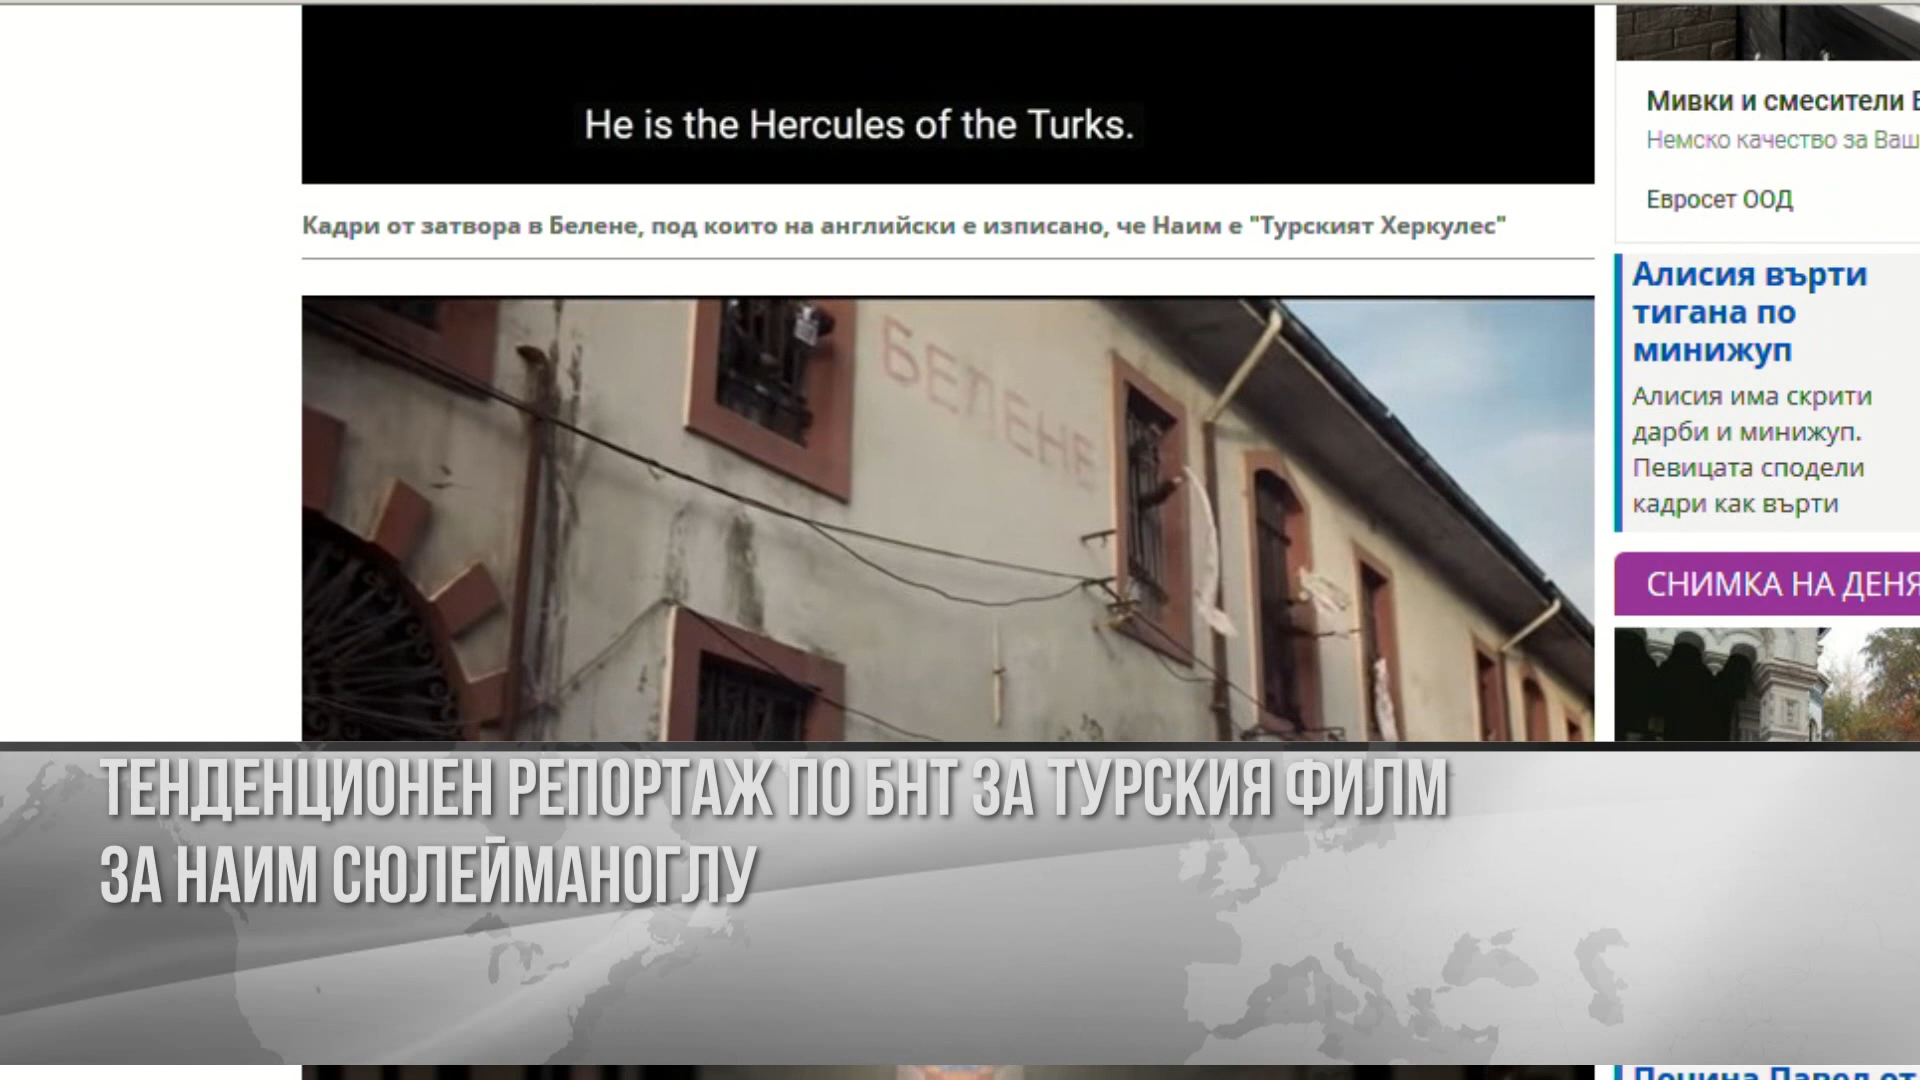 He is the Hercules of the Turks.
Кадри от затвора в Белене, под които на английски е изписано, че Наим е "Турският Херкулес"
БЕЛЕНЕ
Мивки и смесители
Немско качество за Ваш
Евросет ООД
Алисия върти
тигана по
минижуп
Алисия има скрити
дарби и минижуп.
Певицата сподели
кадри как върти
СНИМКА НА ДЕНЯ
ТЕНДЕНЦИОНЕН РЕПОРТАЖ ПО БНТ ЗА ТУРСКИЯ ФИЛМ
ЗА НАИМ СЮЛЕЙМАНОГЛУ